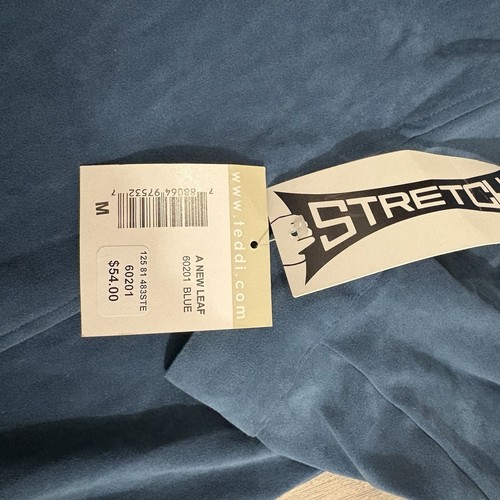 www.teddi.com
A NEW LEAF
60201 BLUE
7 88064 97532 7
M
125 81 483STE
60201
$54.00
STRETCH